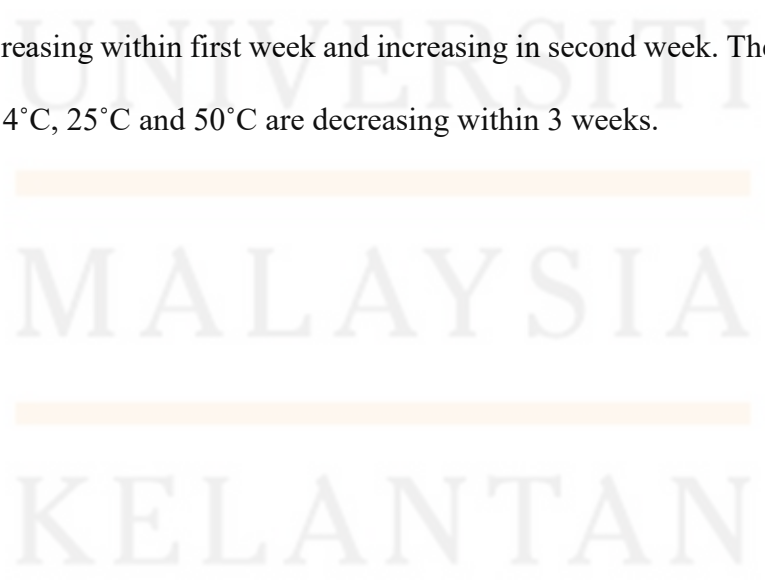 UNIVERSITI
reasing within first week and increasing in second week. The
4˚C, 25˚C and 50˚C are decreasing within 3 weeks.
MALAYSIA
KELANTAN